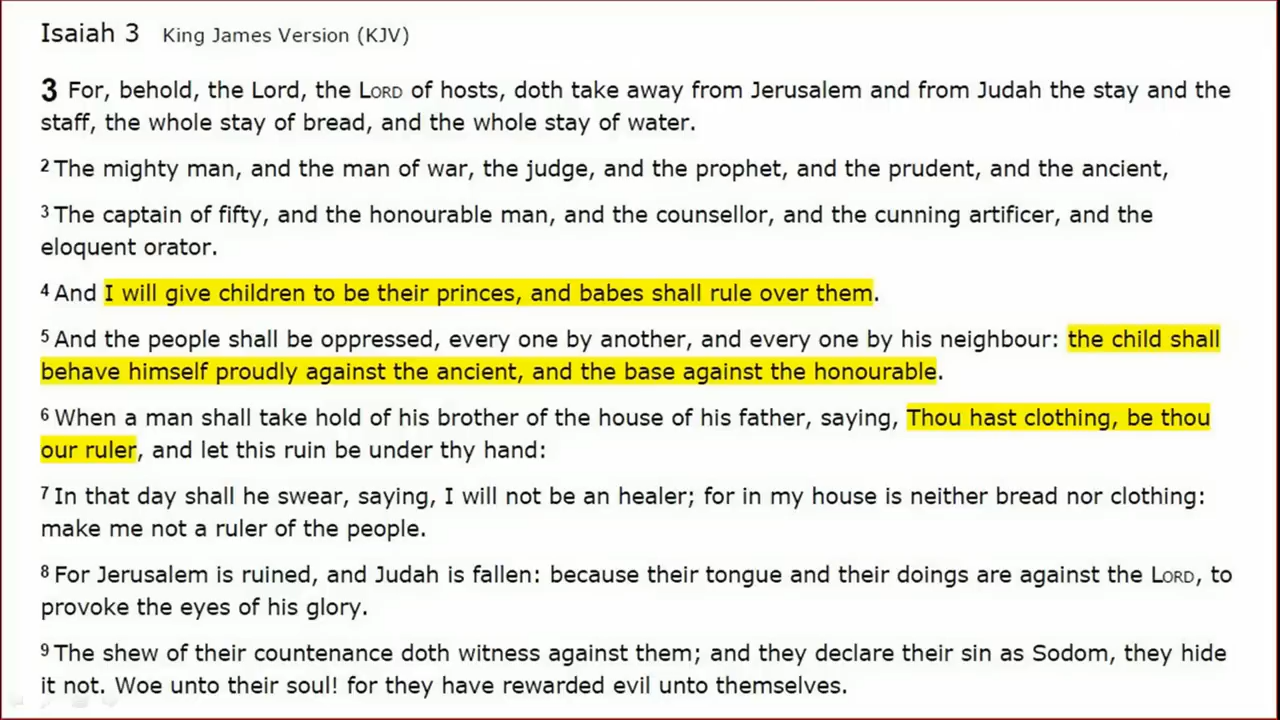 Isaiah 3 King James Version (KJV)
3 For, behold, the Lord, the LORD of hosts, doth take away from Jerusalem and from Judah the stay and the
staff, the whole stay of bread, and the whole stay of water.
2 The mighty man, and the man of war, the judge, and the prophet, and the prudent, and the ancient,
3 The captain of fifty, and the honourable man, and the counsellor, and the cunning artificer, and the
eloquent orator.
4 And I will give children to be their princes, and babes shall rule over them.
5 And the people shall be oppressed, every one by another, and every one by his neighbour: the child shall
behave himself proudly against the ancient, and the base against the honourable.
6 When a man shall take hold of his brother of the house of his father, saying, Thou hast clothing, be thou
our ruler, and let this ruin be under thy hand:
7 In that day shall he swear, saying, I will not be an healer; for in my house is neither bread nor clothing:
make me not a ruler of the people.
8 For Jerusalem is ruined, and Judah is fallen: because their tongue and their doings are against the LORD, to
provoke the eyes of his glory.
9 The shew of their countenance doth witness against them; and they declare their sin as Sodom, they hide
it not. Woe unto their soul! for they have rewarded evil unto themselves.